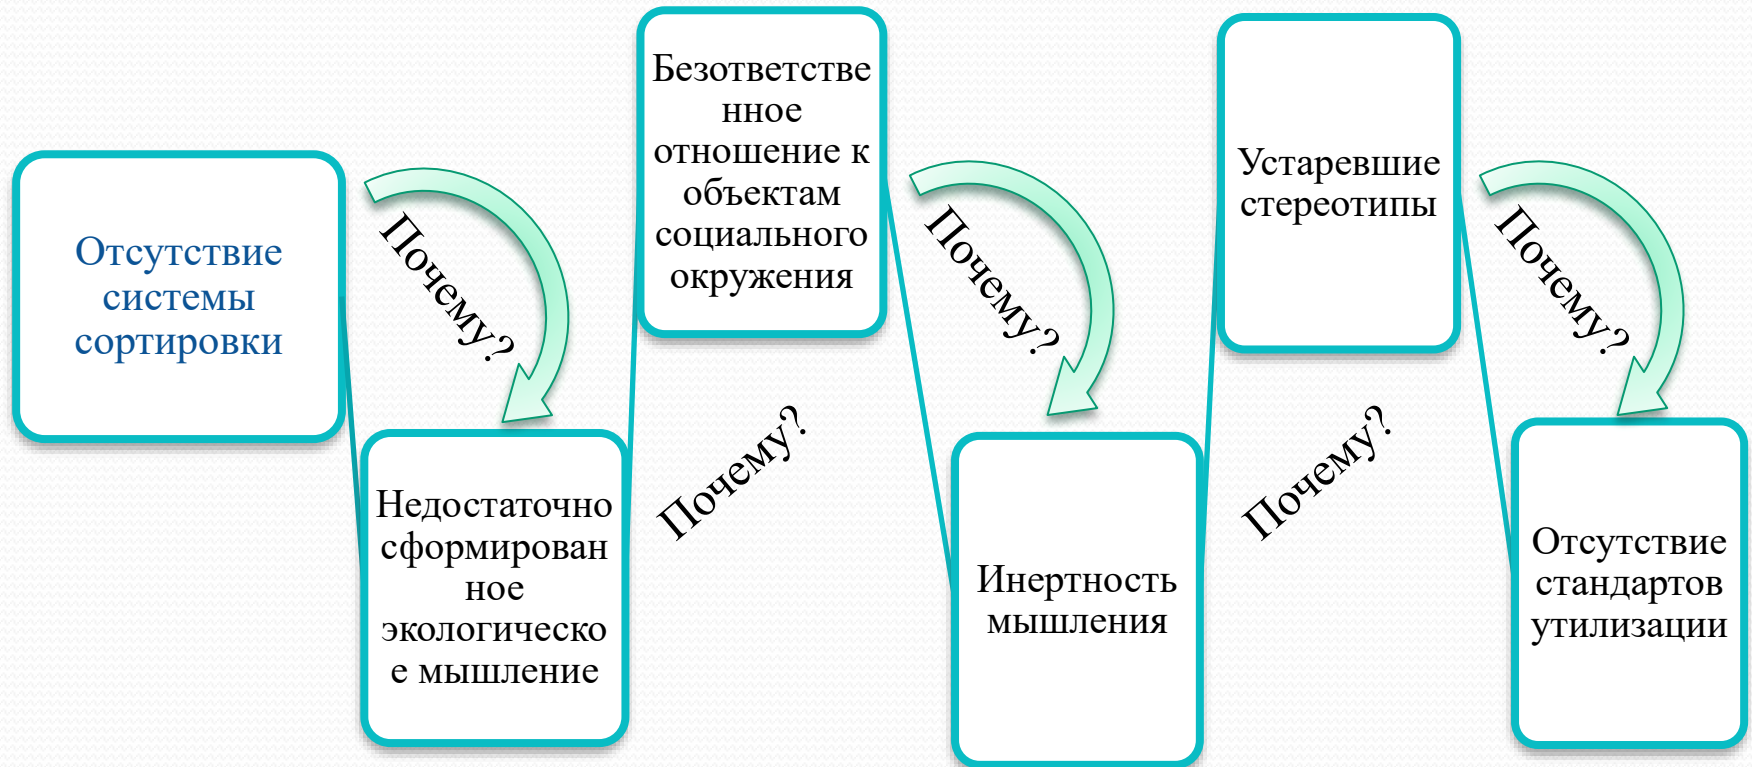 Отсутствие
системы
сортировки
Почему?
Недостаточно
сформирован
ное
экологическо
е мышление
Почему?
Безответстве
нное
отношение к
объектам
социального
окружения
Почему?
Инертность
мышления
Почему?
Устаревшие
стереотипы
Почему?
Отсутствие
стандартов
утилизации